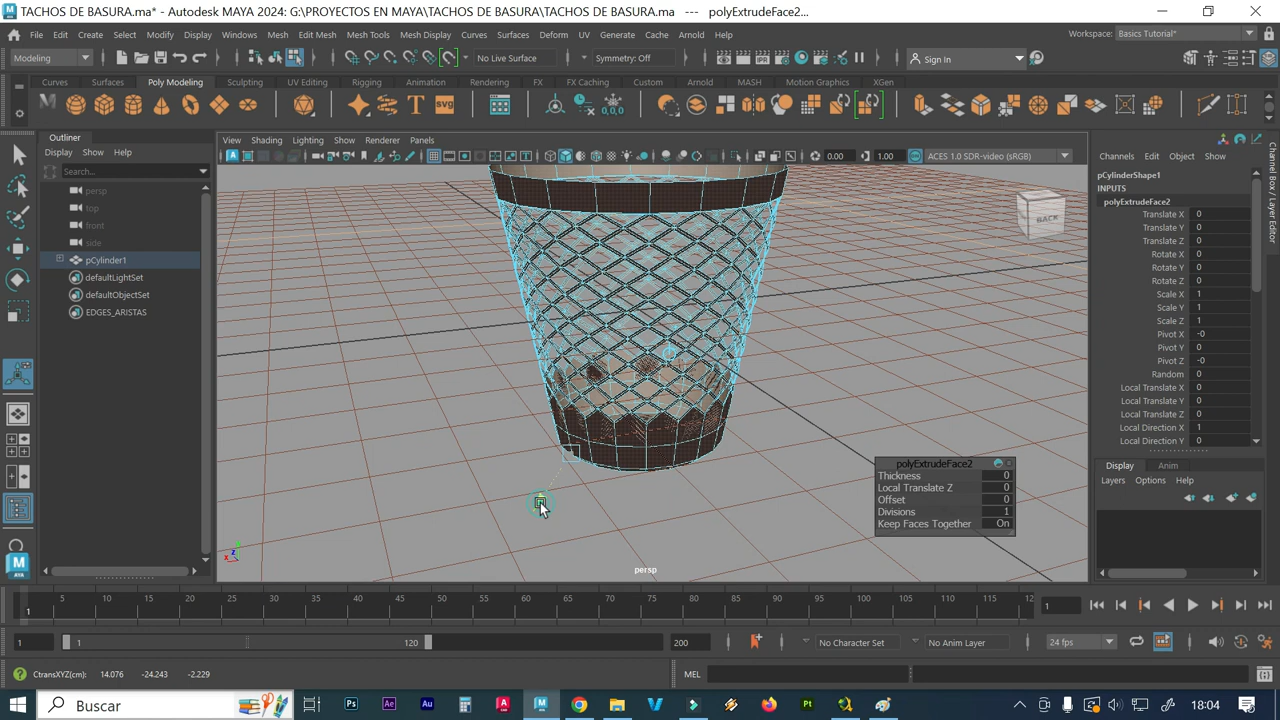 TACHOS DE BASURA.ma* - Autodesk MAYA 2024: G:\PROYECTOS EN MAYA\TACHOS DE BASURA\TACHOS DE BASURA.ma --- polyExtrudeFace2...
File Edit Create Select Modify Display Windows Mesh Edit Mesh Mesh Tools Mesh Display Curves Surfaces Deform UV Generate Cache Arnold Help
Workspace: Basics Tutorial*
Modeling No Live Surface Symmetry: Off Sign In
Curves Surfaces Poly Modeling Sculpting UV Editing Rigging Animation Rendering FX FX Caching Custom Arnold MASH Motion Graphics XGen
Outliner
Display Show Help
Search...
persp
top
front
side
pCylinder1
defaultLightSet
defaultObjectSet
EDGES_ARISTAS
View Shading Lighting Show Renderer Panels
0.00 1.00 ACES 1.0 SDR-video (sRGB)
BACK
polyExtrudeFace2
Thickness 0
Local Translate Z 0
Offset 0
Divisions 1
Keep Faces Together On
persp
Channels Edit Object Show
pCylinderShape1
INPUTS
polyExtrudeFace2
Translate X 0
Translate Y 0
Translate Z 0
Rotate X 0
Rotate Y 0
Rotate Z 0
Scale X 1
Scale Y 1
Scale Z 1
Pivot X -0
Pivot Y 0
Pivot Z -0
Random 0
Local Translate X 0
Local Translate Y 0
Local Translate Z 0
Local Direction X 1
Local Direction Y 0
Channel Box / Layer Editor
Display Anim
Layers Options Help
1 5 10 15 20 25 30 35 40 45 50 55 60 65 70 75 80 85 90 95 100 105 110 115 12
1
1 1 120 200 No Character Set No Anim Layer 24 fps
CtransXYZ(cm): 14.076 -24.243 -2.229 MEL
Buscar
18:04